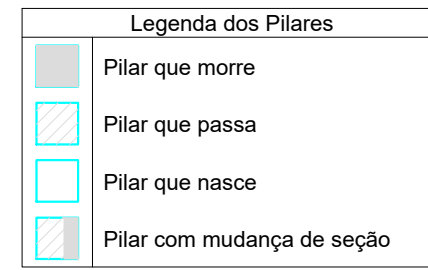 Legenda dos Pilares
Pilar que morre
Pilar que passa
Pilar que nasce
Pilar com mudança de seção